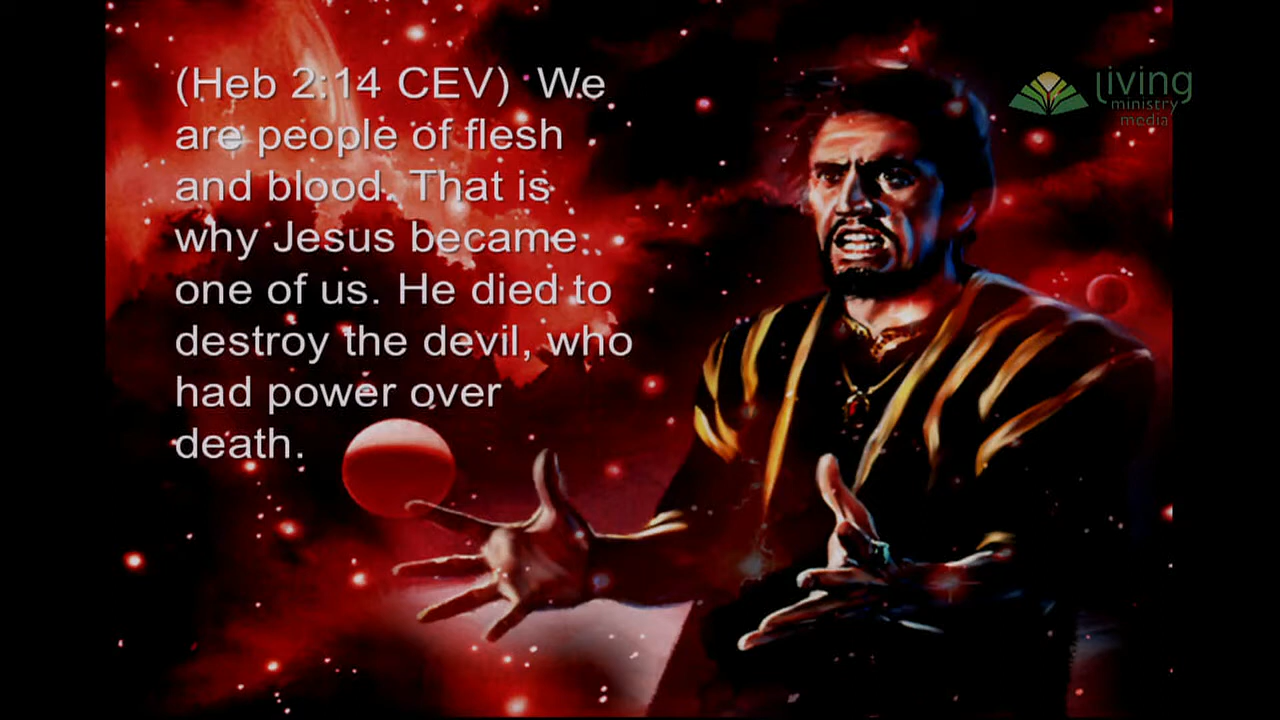 (Heb 2:14 CEV) We
are people of flesh
and blood. That is
why Jesus became
one of us. He died to
destroy the devil, who
had power over
death.
Living
ministry
media